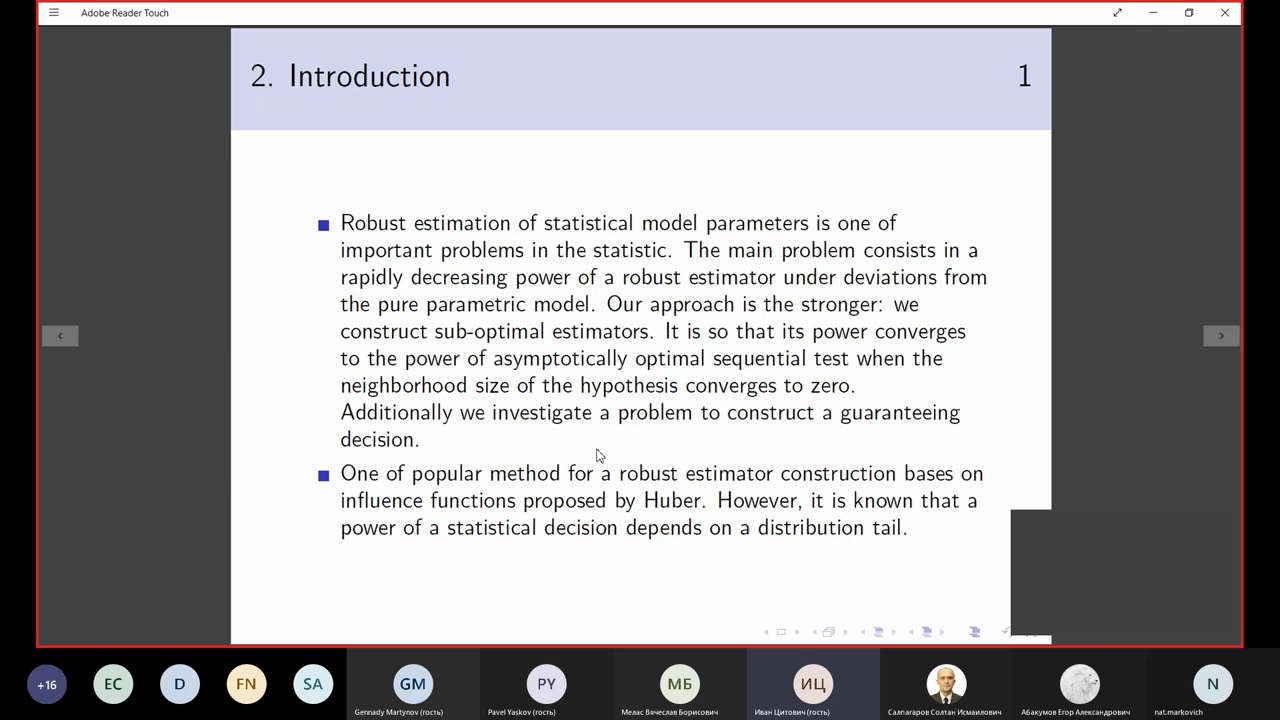 Adobe Reader Touch
2. Introduction
1
Robust estimation of statistical model parameters is one of
important problems in the statistic. The main problem consists in a
rapidly decreasing power of a robust estimator under deviations from
the pure parametric model. Our approach is the stronger: we
construct sub-optimal estimators. It is so that its power converges
to the power of asymptotically optimal sequential test when the
neighborhood size of the hypothesis converges to zero.
Additionally we investigate a problem to construct a guaranteeing
decision.
One of popular method for a robust estimator construction bases on
influence functions proposed by Huber. However, it is known that a
power of a statistical decision depends on a distribution tail.
+16
EC
D
FN
SA
GM
PY
МБ
ИЦ
N
Gennady Martynov (гость)
Pavel Yaskov (гость)
Мелас Вячеслав Борисович
Иван Цитович (гость)
Салпагаров Солтан Исмаилович
Абакумов Егор Александрович
nat.markovich